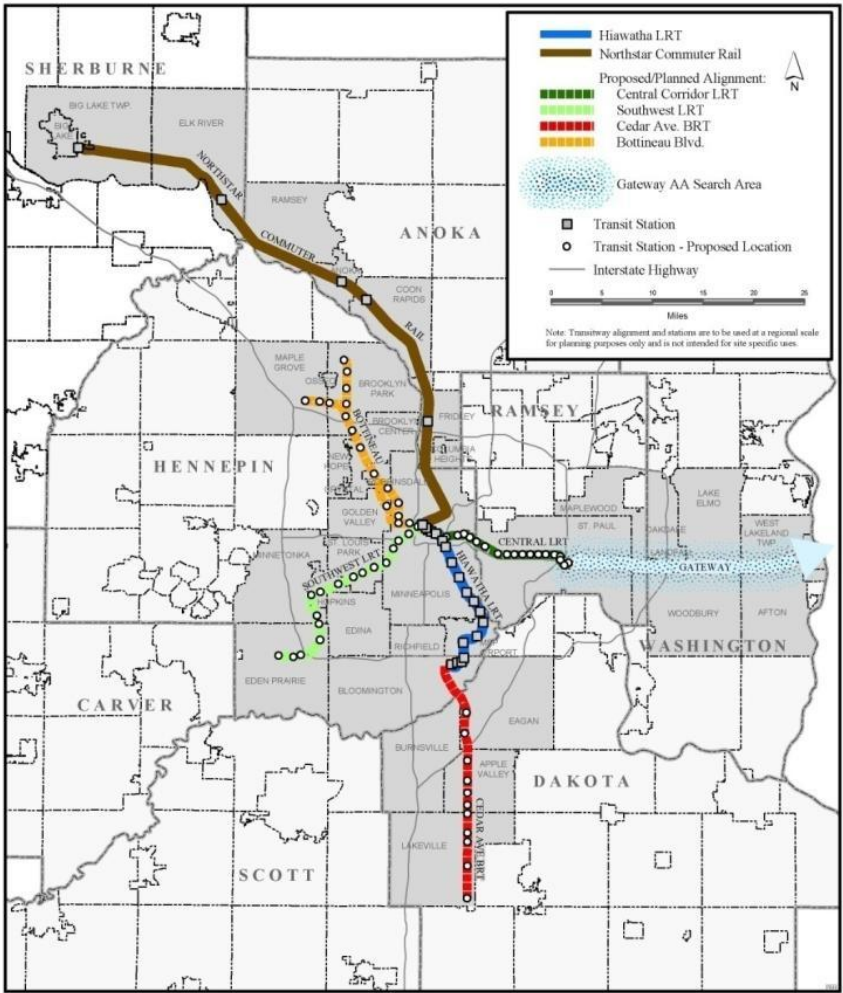 Hiawatha LRT
Northstar Commuter Rail
Proposed/Planned Alignment:
Central Corridor LRT
Southwest LRT
Cedar Ave. BRT
Bottineau Blvd.
Gateway AA Search Area
Transit Station
Transit Station - Proposed Location
Interstate Highway
N
0 5 10 15 20 25
Miles
Note: Transitway alignment and stations are to be used at a regional scale
for planning purposes only and is not intended for site specific uses.
SHERBURNE
BIG LAKE TWP.
BIG
LAKE
ELK RIVER
NORTHSTAR
COMMUTER
RAIL
RAMSEY
ANOKA
ANOKA
COON
RAPIDS
MAPLE
GROVE
OSSEO
BROOKLYN
PARK
BROOKLYN
CENTER
BOTTINEAU
FRIDLEY
RAMSEY
HENNEPIN
NEW
HOPE
GOLDEN
VALLEY
MAPLEWOOD
ST. PAUL
LAKE
ELMO
OAKDALE
WEST
LAKELAND
TWP.
CENTRAL LRT
GATEWAY
MINNETONKA
ST. LOUIS
PARK
SOUTHWEST LRT
HIAWATHA LRT
HOPKINS
MINNEAPOLIS
EDINA
RICHFIELD
AIRPORT
WOODBURY
AFTON
WASHINGTON
EDEN PRAIRIE
BLOOMINGTON
CARVER
EAGAN
BURNSVILLE
APPLE
VALLEY
DAKOTA
CEDAR AVE BRT
LAKEVILLE
SCOTT